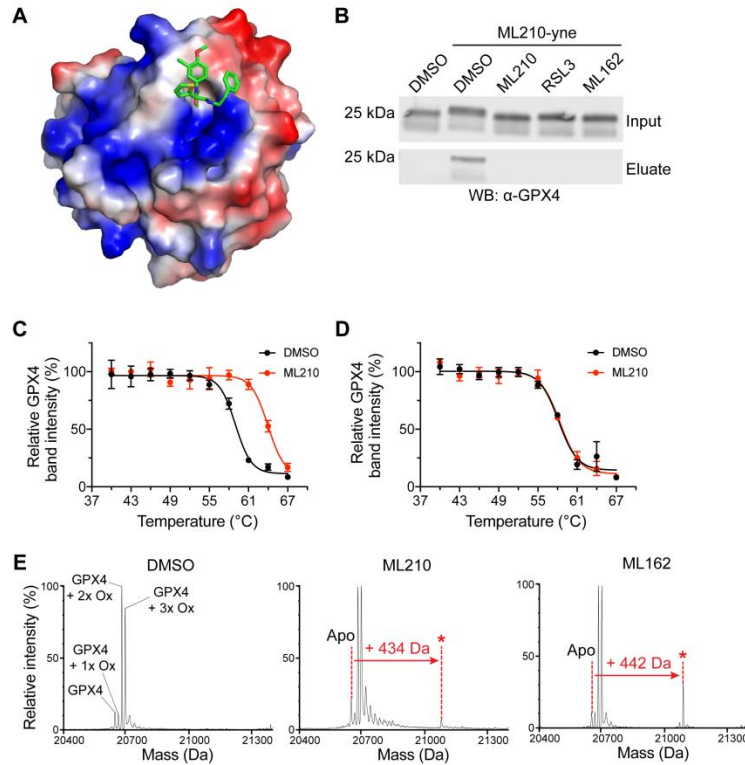 A
B
ML210-yne
DMSO DMSO ML210 RSL3 ML162
25 kDa Input
25 kDa Eluate
WB: α-GPX4
C
DMSO
ML210
Relative GPX4
band intensity (%)
100
50
0
37 43 49 55 61 67
Temperature (°C)
D
DMSO
ML210
Relative GPX4
band intensity (%)
100
50
0
37 43 49 55 61 67
Temperature (°C)
E
DMSO
Relative intensity (%)
100
50
0
GPX4
+ 2x Ox
GPX4
+ 3x Ox
GPX4
+ 1x Ox
GPX4
20400 20700 21000 21300
Mass (Da)
ML210
100
50
0
Apo
+ 434 Da
*
20400 20700 21000 21300
Mass (Da)
ML162
100
50
0
Apo
+ 442 Da
*
20400 20700 21000 21300
Mass (Da)